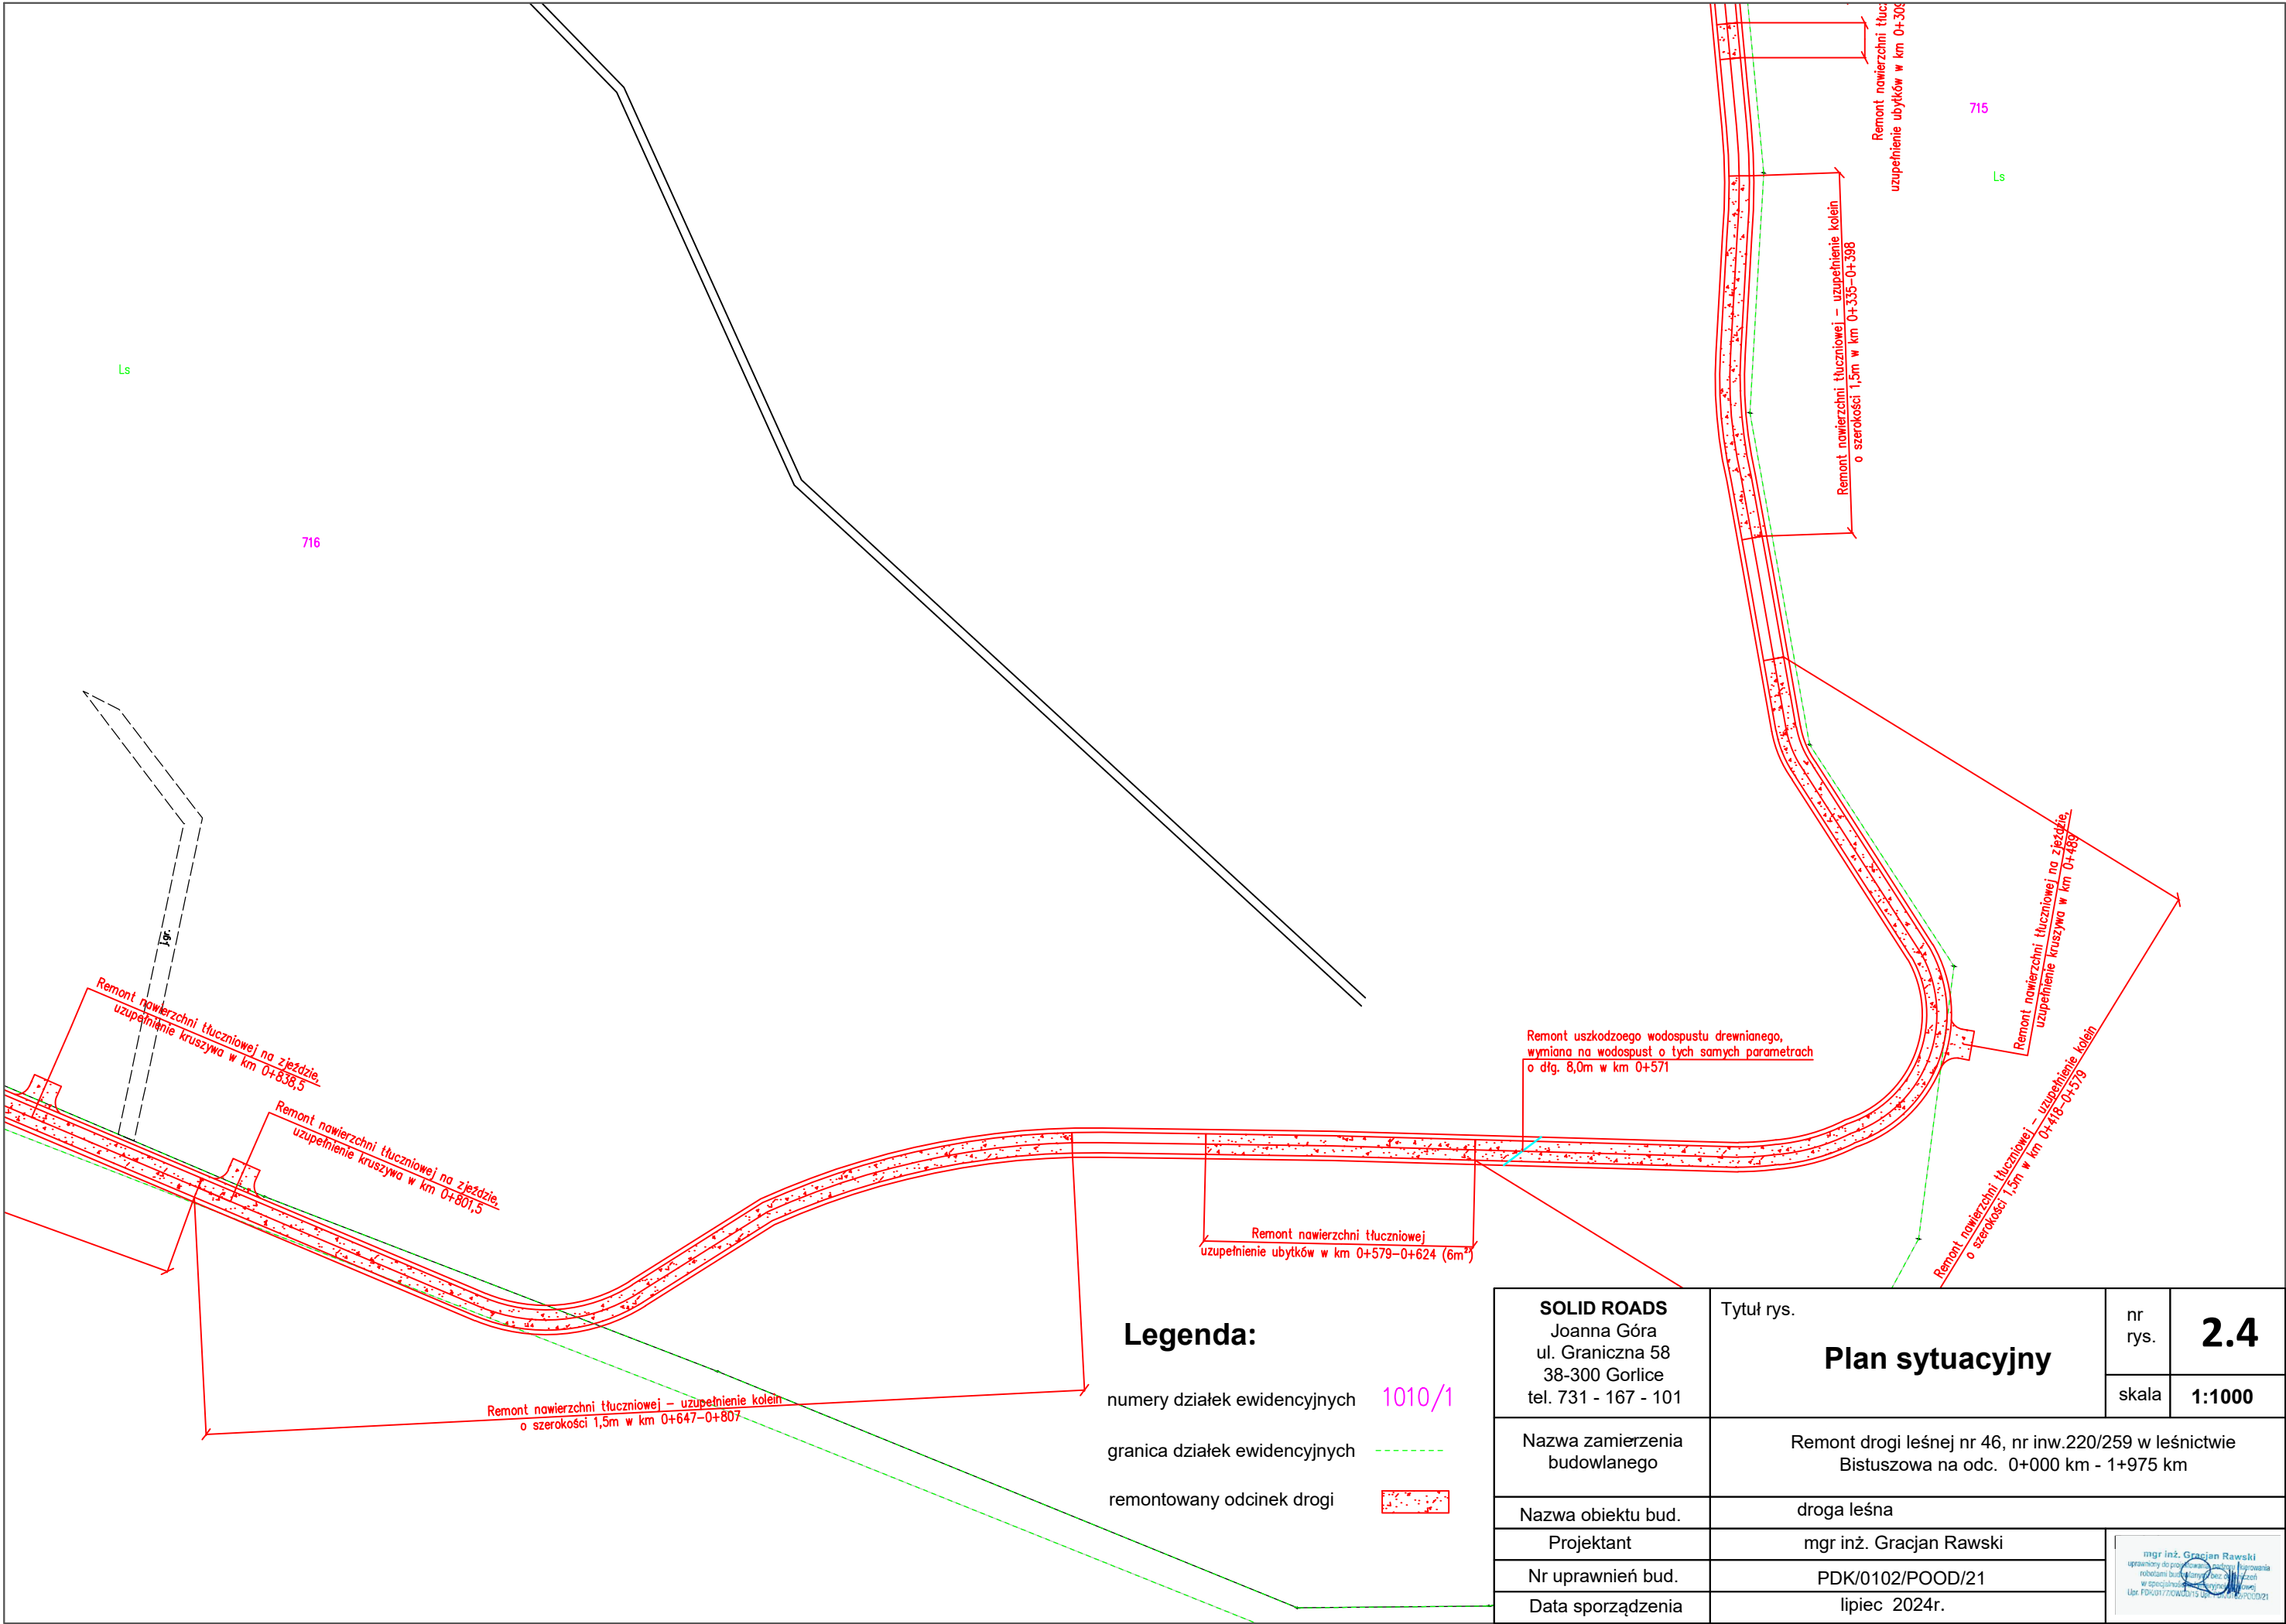 Remont nawierzchni tłucz
uzupełnienie ubytków w km 0+309
715
Ls
Remont nawierzchni tłuczniowej – uzupełnienie kolein
o szerokości 1,5m w km 0+335-0+398
Ls
716
j.gr.
Remont nawierzchni tłuczniowej na zjeździe,
uzupełnienie kruszywa w km 0+489
Remont nawierzchni tłuczniowej na zjeździe,
uzupełnienie kruszywa w km 0+838,5
Remont nawierzchni tłuczniowej na zjeździe,
uzupełnienie kruszywa w km 0+801,5
Remont uszkodzoego wodospustu drewnianego,
wymiana na wodospust o tych samych parametrach
o dłg. 8,0m w km 0+571
Remont nawierzchni tłuczniowej – uzupełnienie kolein
o szerokości 1,5m w km 0+418-0+579
Remont nawierzchni tłuczniowej
uzupełnienie ubytków w km 0+579-0+624 (6m²)
Remont nawierzchni tłuczniowej – uzupełnienie kolein
o szerokości 1,5m w km 0+647-0+807
Legenda:
numery działek ewidencyjnych 1010/1
granica działek ewidencyjnych
remontowany odcinek drogi
SOLID ROADS
Joanna Góra
ul. Graniczna 58
38-300 Gorlice
tel. 731 - 167 - 101
Tytuł rys.
Plan sytuacyjny
nr
rys.
2.4
skala 1:1000
Nazwa zamierzenia
budowlanego
Remont drogi leśnej nr 46, nr inw.220/259 w leśnictwie
Bistuszowa na odc. 0+000 km - 1+975 km
Nazwa obiektu bud. droga leśna
Projektant mgr inż. Gracjan Rawski
Nr uprawnień bud. PDK/0102/POOD/21
Data sporządzenia lipiec 2024r.
mgr inż. Gracjan Rawski
uprawniony do
robotami
w
Upr.